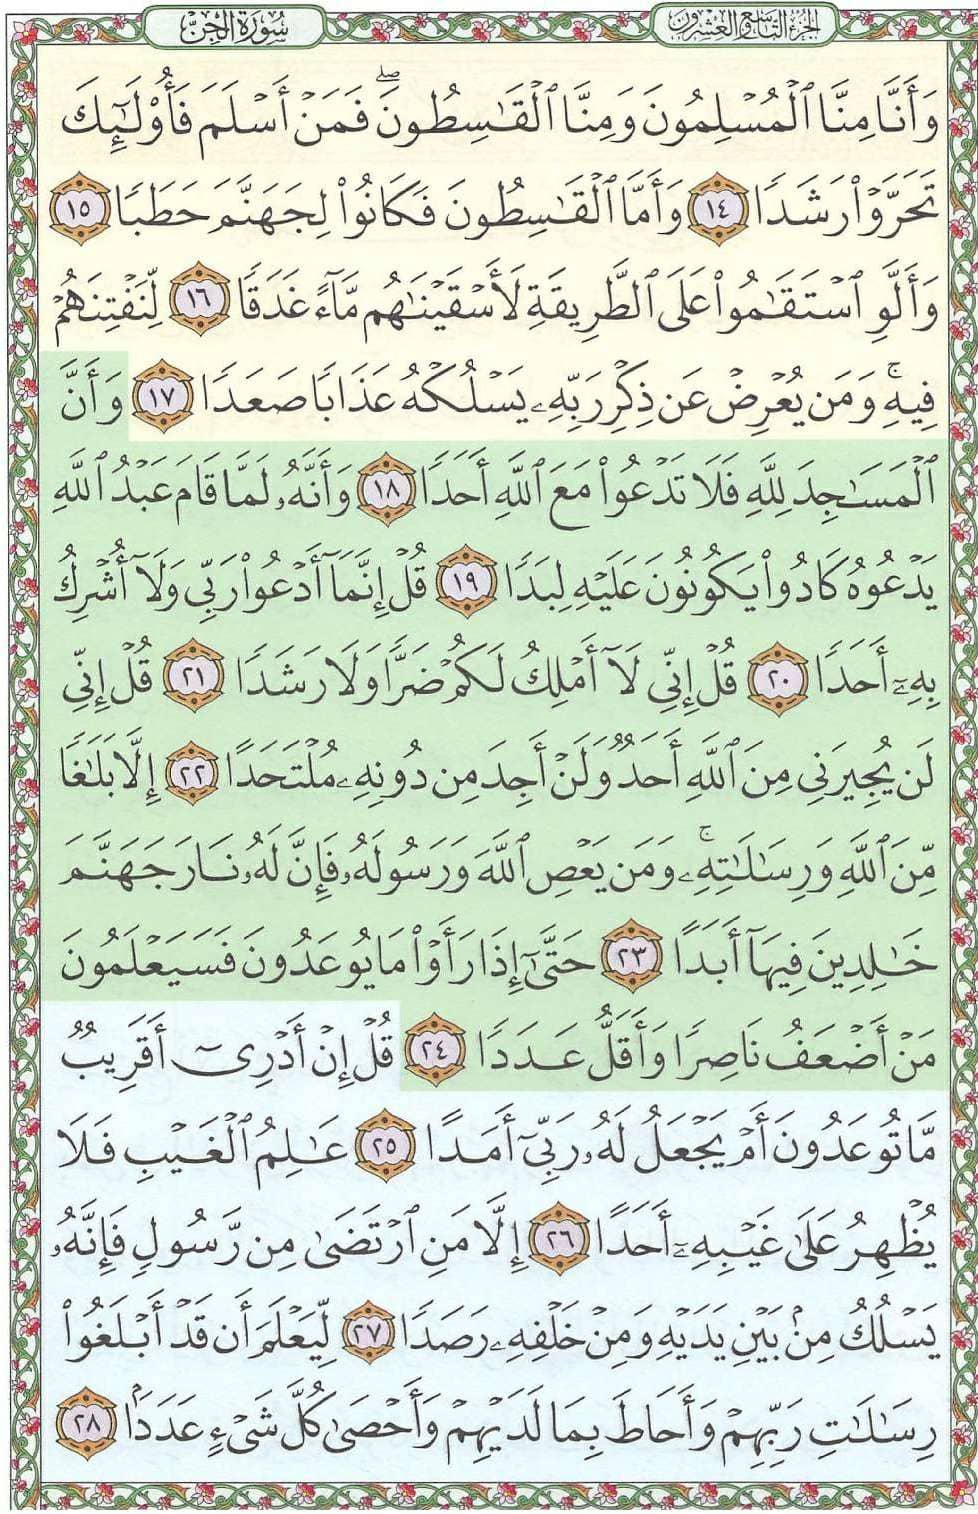 الجزء التاسع والعشرون
سورة الجن
وَأَنَّا مِنَّا ٱلْمُسْلِمُونَ وَمِنَّا ٱلْقَـٰسِطُونَۖ فَمَنْ أَسْلَمَ فَأُو۟لَـٰٓئِكَ
تَحَرَّوْا۟ رَشَدًا ١٤ وَأَمَّا ٱلْقَـٰسِطُونَ فَكَانُوا۟ لِجَهَنَّمَ حَطَبًا ١٥
وَأَلَّوِ ٱسْتَقَـٰمُوا۟ عَلَى ٱلطَّرِيقَةِ لَأَسْقَيْنَـٰهُم مَّآءً غَدَقًا ١٦ لِّنَفْتِنَهُمْ
فِيهِۚ وَمَن يُعْرِضْ عَن ذِكْرِ رَبِّهِۦ يَسْلُكْهُ عَذَابًا صَعَدًا ١٧ وَأَنَّ
ٱلْمَسَـٰجِدَ لِلَّهِ فَلَا تَدْعُوا۟ مَعَ ٱللَّهِ أَحَدًا ١٨ وَأَنَّهُۥ لَمَّا قَامَ عَبْدُ ٱللَّهِ
يَدْعُوهُ كَادُوا۟ يَكُونُونَ عَلَيْهِ لِبَدًا ١٩ قُلْ إِنَّمَآ أَدْعُوا۟ رَبِّى وَلَآ أُشْرِكُ
بِهِۦٓ أَحَدًا ٢٠ قُلْ إِنِّى لَآ أَمْلِكُ لَكُمْ ضَرًّا وَلَا رَشَدًا ٢١ قُلْ إِنِّى
لَن يُجِيرَنِى مِنَ ٱللَّهِ أَحَدٌ وَلَنْ أَجِدَ مِن دُونِهِۦ مُلْتَحَدًا ٢٢ إِلَّا بَلَـٰغًا
مِّنَ ٱللَّهِ وَرِسَـٰلَـٰتِهِۦۚ وَمَن يَعْصِ ٱللَّهَ وَرَسُولَهُۥ فَإِنَّ لَهُۥ نَارَ جَهَنَّمَ
خَـٰلِدِينَ فِيهَآ أَبَدًا ٢٣ حَتَّىٰٓ إِذَا رَأَوْا۟ مَا يُوعَدُونَ فَسَيَعْلَمُونَ
مَنْ أَضْعَفُ نَاصِرًا وَأَقَلُّ عَدَدًا ٢٤ قُلْ إِنْ أَدْرِىٓ أَقَرِيبٌ
مَّا تُوعَدُونَ أَمْ يَجْعَلُ لَهُۥ رَبِّىٓ أَمَدًا ٢٥ عَـٰلِمُ ٱلْغَيْبِ فَلَا
يُظْهِرُ عَلَىٰ غَيْبِهِۦٓ أَحَدًا ٢٦ إِلَّا مَنِ ٱرْتَضَىٰ مِن رَّسُولٍ فَإِنَّهُۥ
يَسْلُكُ مِنۢ بَيْنِ يَدَيْهِ وَمِنْ خَلْفِهِۦ رَصَدًا ٢٧ لِّيَعْلَمَ أَن قَدْ أَبْلَغُوا۟
رِسَـٰلَـٰتِ رَبِّهِمْ وَأَحَاطَ بِمَا لَدَيْهِمْ وَأَحْصَىٰ كُلَّ شَىْءٍ عَدَدًۢا ٢٨